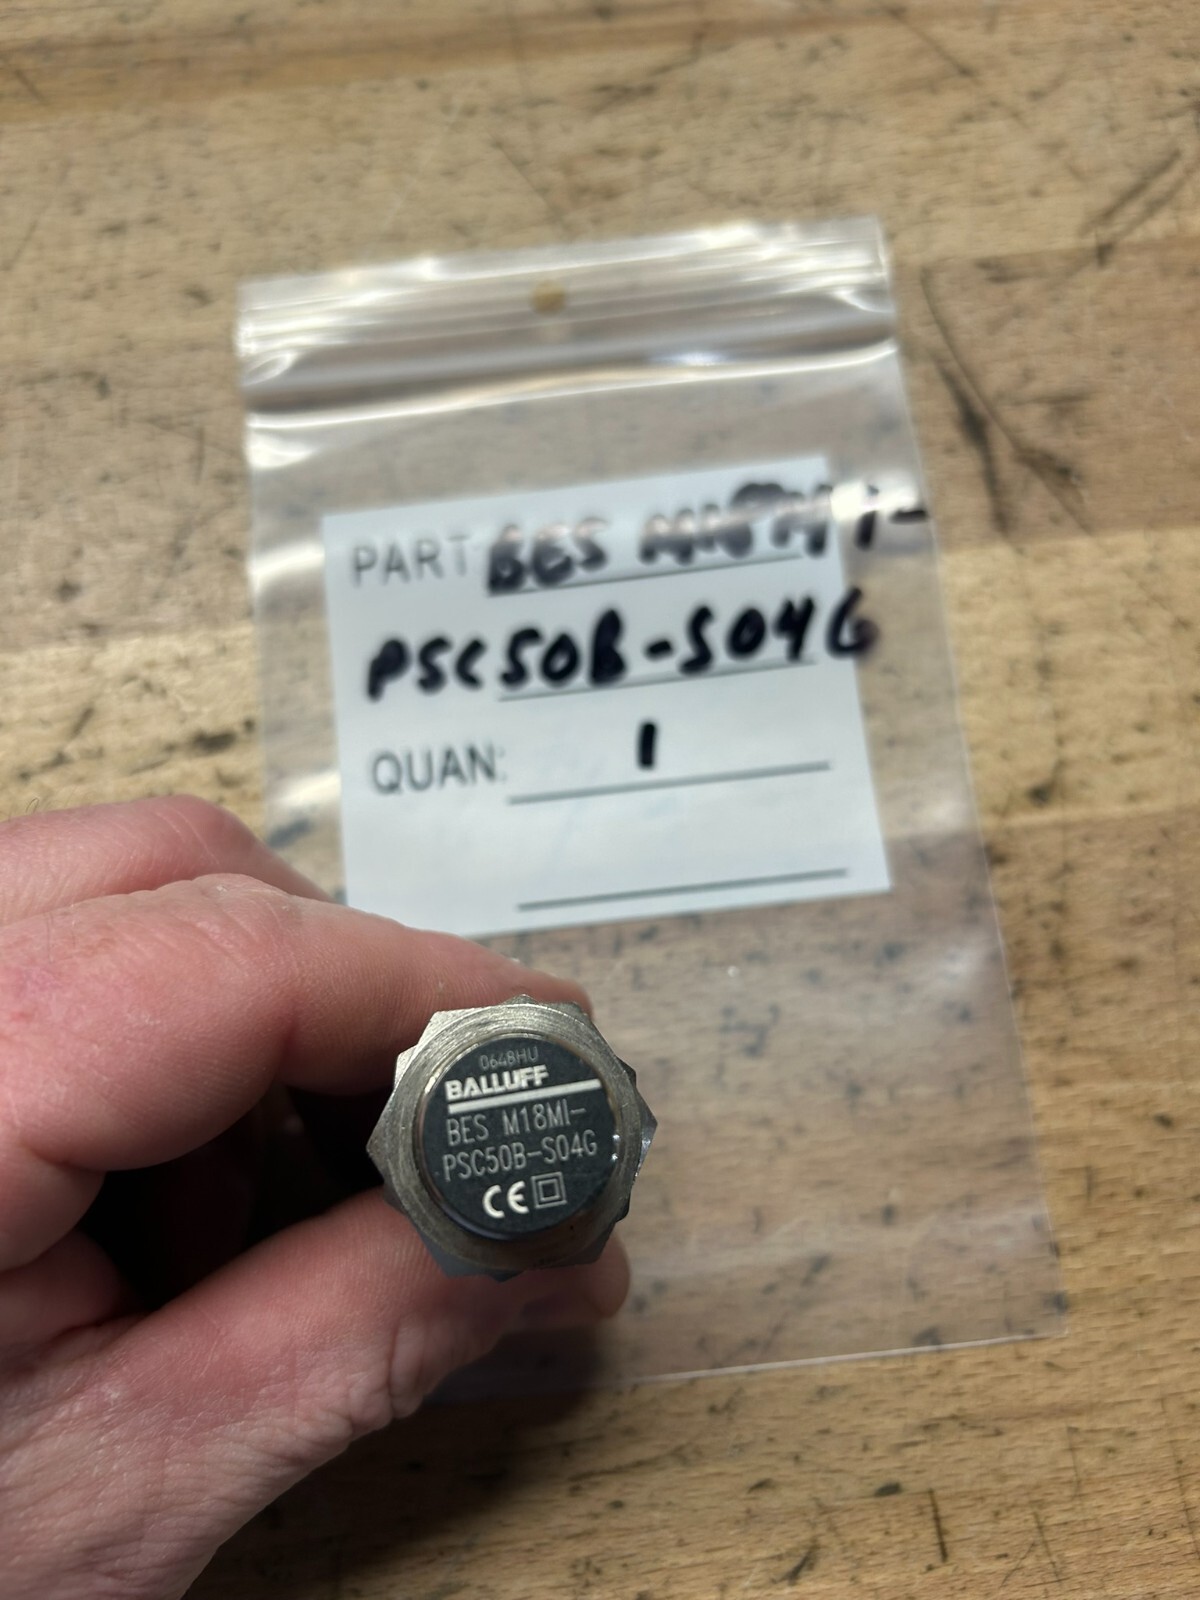 PART BES M18MI-
PSC50B-S04G
QUAN: 1
0648HU
BALLUFF
BES M18MI-
PSC50B-S04G
CE